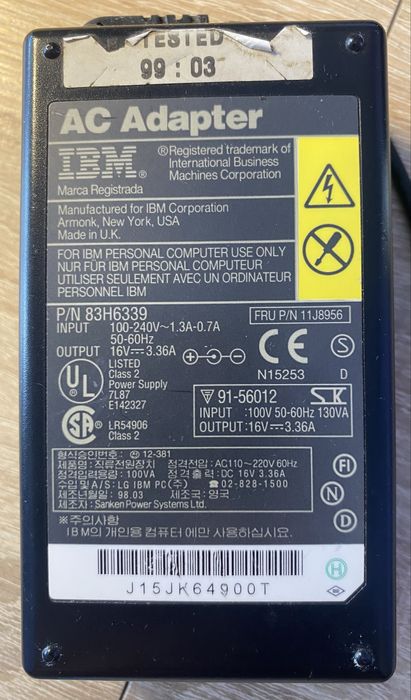 TESTED
99:03
AC Adapter
IBM®
®Registered trademark of
International Business
Machines Corporation
Marca Registrada
Manufactured for IBM Corporation
Armonk, New York, USA
Made in U.K.
FOR IBM PERSONAL COMPUTER USE ONLY
NUR FÜR IBM PERSONAL COMPUTER
UTILISER SEULEMENT AVEC UN ORDINATEUR
PERSONNEL IBM
P/N 83H6339
FRU P/N 11J8956
INPUT 100-240V~1.3A-0.7A
50-60Hz
OUTPUT 16V⎓3.36A
CE
S
N15253 D
UL
LISTED
Class 2
Power Supply
7L87
E142327
SA
LR54906
Class 2
91-56012 SK
INPUT :100V 50-60Hz 130VA
OUTPUT:16V⎓3.36A
형식승인번호: 12-381
제품명: 직류전원장치 정격전압: AC110~220V 60Hz
정격입력용량: 100VA 정격출력: DC 16V 3.36A
수입 및 A/S: LG IBM PC(주) ☎ 02-828-1500
제조년월일: 98.03 제조국: 영국
제조자: Sanken Power Systems Ltd.
※주의사항
IBM의 개인용 컴퓨터에만 사용하십시오.
FI
N
D
H
J15JK64900T